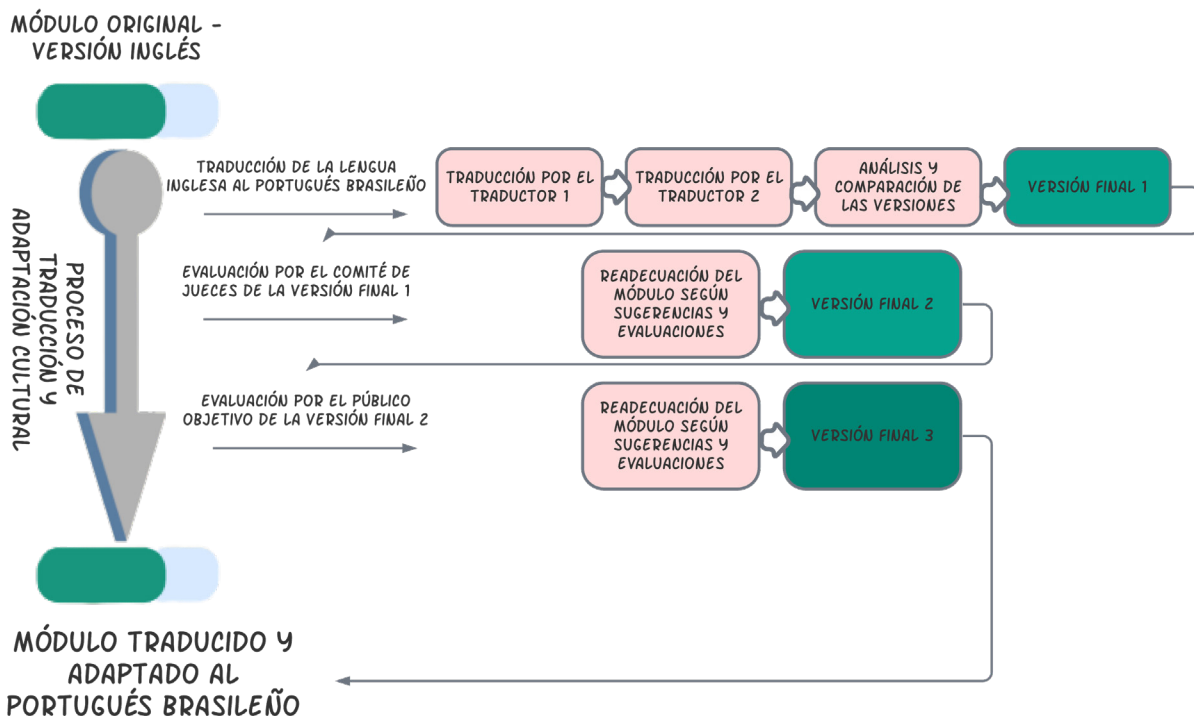 MÓDULO ORIGINAL -
VERSIÓN INGLÉS
TRADUCCIÓN DE LA LENGUA
INGLESA AL PORTUGUÉS BRASILEÑO
TRADUCCIÓN POR EL
TRADUCTOR 1
TRADUCCIÓN POR EL
TRADUCTOR 2
ANÁLISIS Y
COMPARACIÓN DE
LAS VERSIONES
VERSIÓN FINAL 1
PROCESO DE
TRADUCCIÓN Y
ADAPTACIÓN CULTURAL
EVALUACIÓN POR EL COMITÉ DE
JUECES DE LA VERSIÓN FINAL 1
READECUACIÓN DEL
MÓDULO SEGÚN
SUGERENCIAS Y
EVALUACIONES
VERSIÓN FINAL 2
EVALUACIÓN POR EL PÚBLICO
OBJETIVO DE LA VERSIÓN FINAL 2
READECUACIÓN DEL
MÓDULO SEGÚN
SUGERENCIAS Y
EVALUACIONES
VERSIÓN FINAL 3
MÓDULO TRADUCIDO Y
ADAPTADO AL
PORTUGUÉS BRASILEÑO